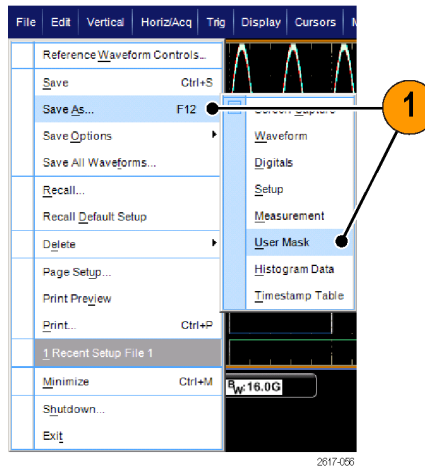 File Edit Vertical Horiz/Acq Trig Display Cursors
Reference Waveform Controls...
Save Ctrl+S
Save As... F12
1
Screen Capture
Save Options
Waveform
Save All Waveforms...
Digitals
Recall...
Setup
Recall Default Setup
Measurement
Delete
User Mask
Page Setup...
Histogram Data
Print Preview
Timestamp Table
Print... Ctrl+P
1 Recent Setup File 1
Minimize Ctrl+M
BW:16.0G
Shutdown...
Exit
2617-056